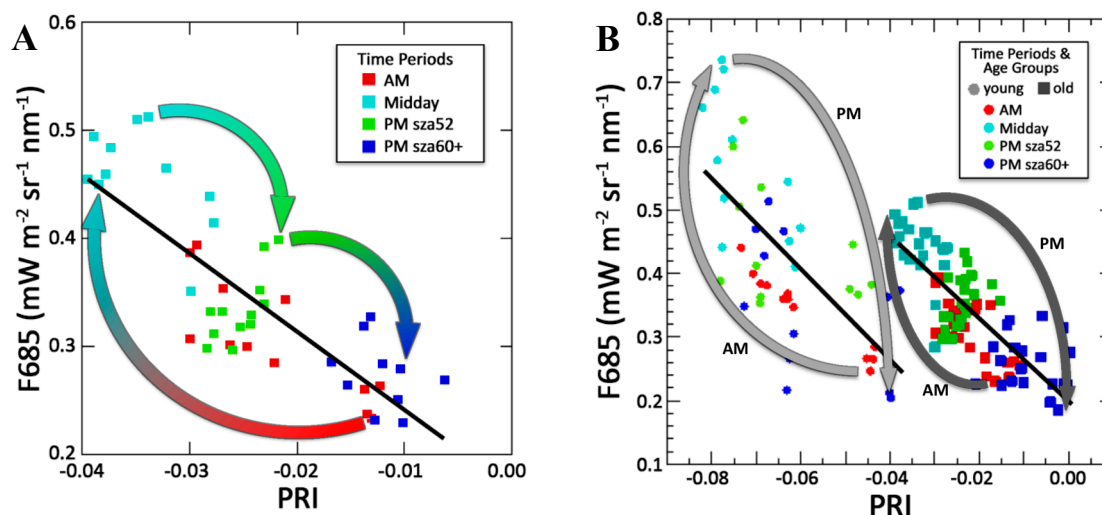 A
F685 (mW m⁻² sr⁻¹ nm⁻¹)
0.6
0.5
0.4
0.3
0.2
Time Periods
AM
Midday
PM sza52
PM sza60+
-0.04 -0.03 -0.02 -0.01 0.00
PRI
B
F685 (mW m⁻² sr⁻¹ nm⁻¹)
0.8
0.7
0.6
0.5
0.4
0.3
0.2
0.1
Time Periods &
Age Groups
young old
AM
Midday
PM sza52
PM sza60+
PM
PM
AM
AM
-0.08 -0.06 -0.04 -0.02 0.00
PRI